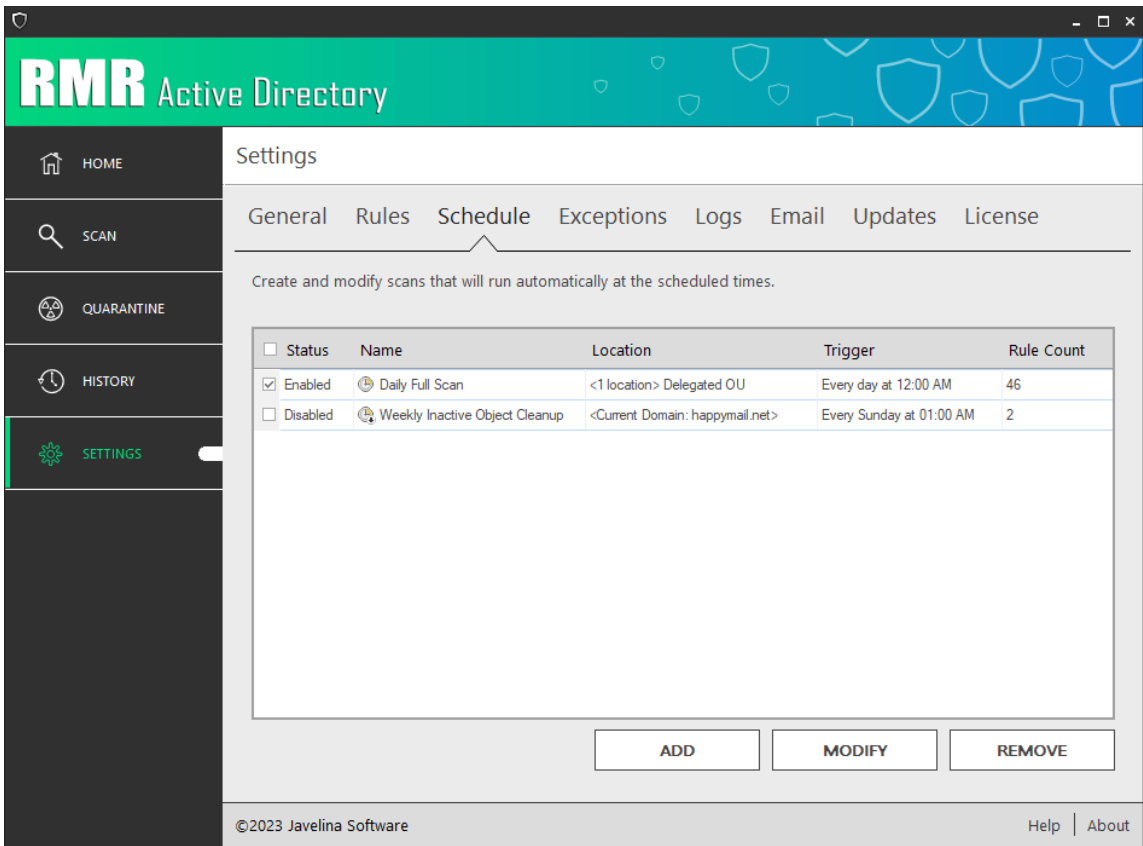 RMR Active Directory
HOME
SCAN
QUARANTINE
HISTORY
SETTINGS
Settings
General Rules Schedule Exceptions Logs Email Updates License
Create and modify scans that will run automatically at the scheduled times.
Status Name Location Trigger Rule Count
Enabled Daily Full Scan <1 location> Delegated OU Every day at 12:00 AM 46
Disabled Weekly Inactive Object Cleanup <Current Domain: happymail.net> Every Sunday at 01:00 AM 2
ADD MODIFY REMOVE
©2023 Javelina Software Help | About